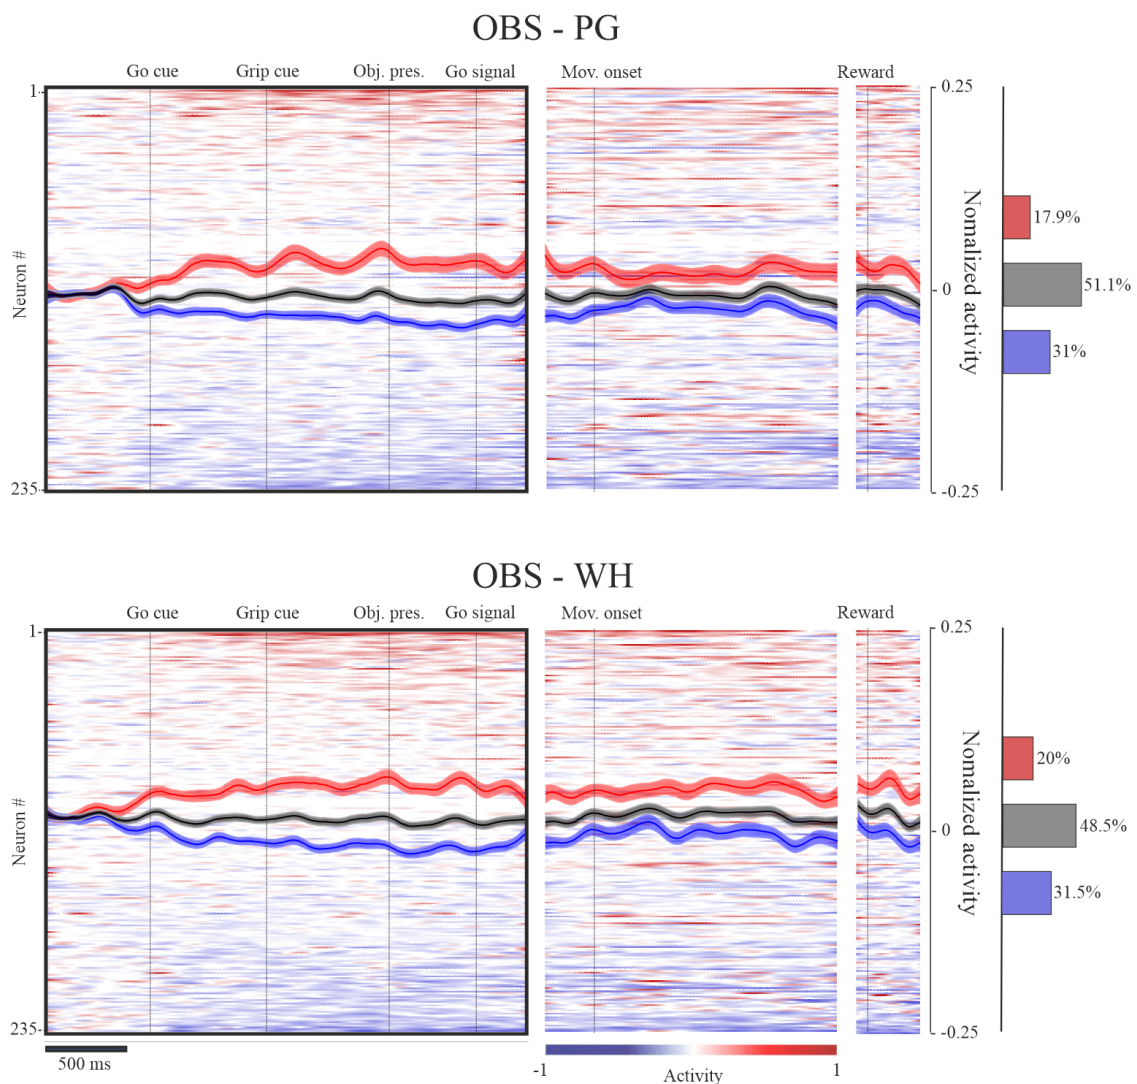 OBS - PG
Go cue Grip cue Obj. pres. Go signal Mov. onset Reward
1
Neuron #
235
0.25
0
-0.25
Nomalized activity
17.9%
51.1%
31%
OBS - WH
Go cue Grip cue Obj. pres. Go signal Mov. onset Reward
1
Neuron #
235
0.25
0
-0.25
Nomalized activity
20%
48.5%
31.5%
500 ms
-1 1
Activity